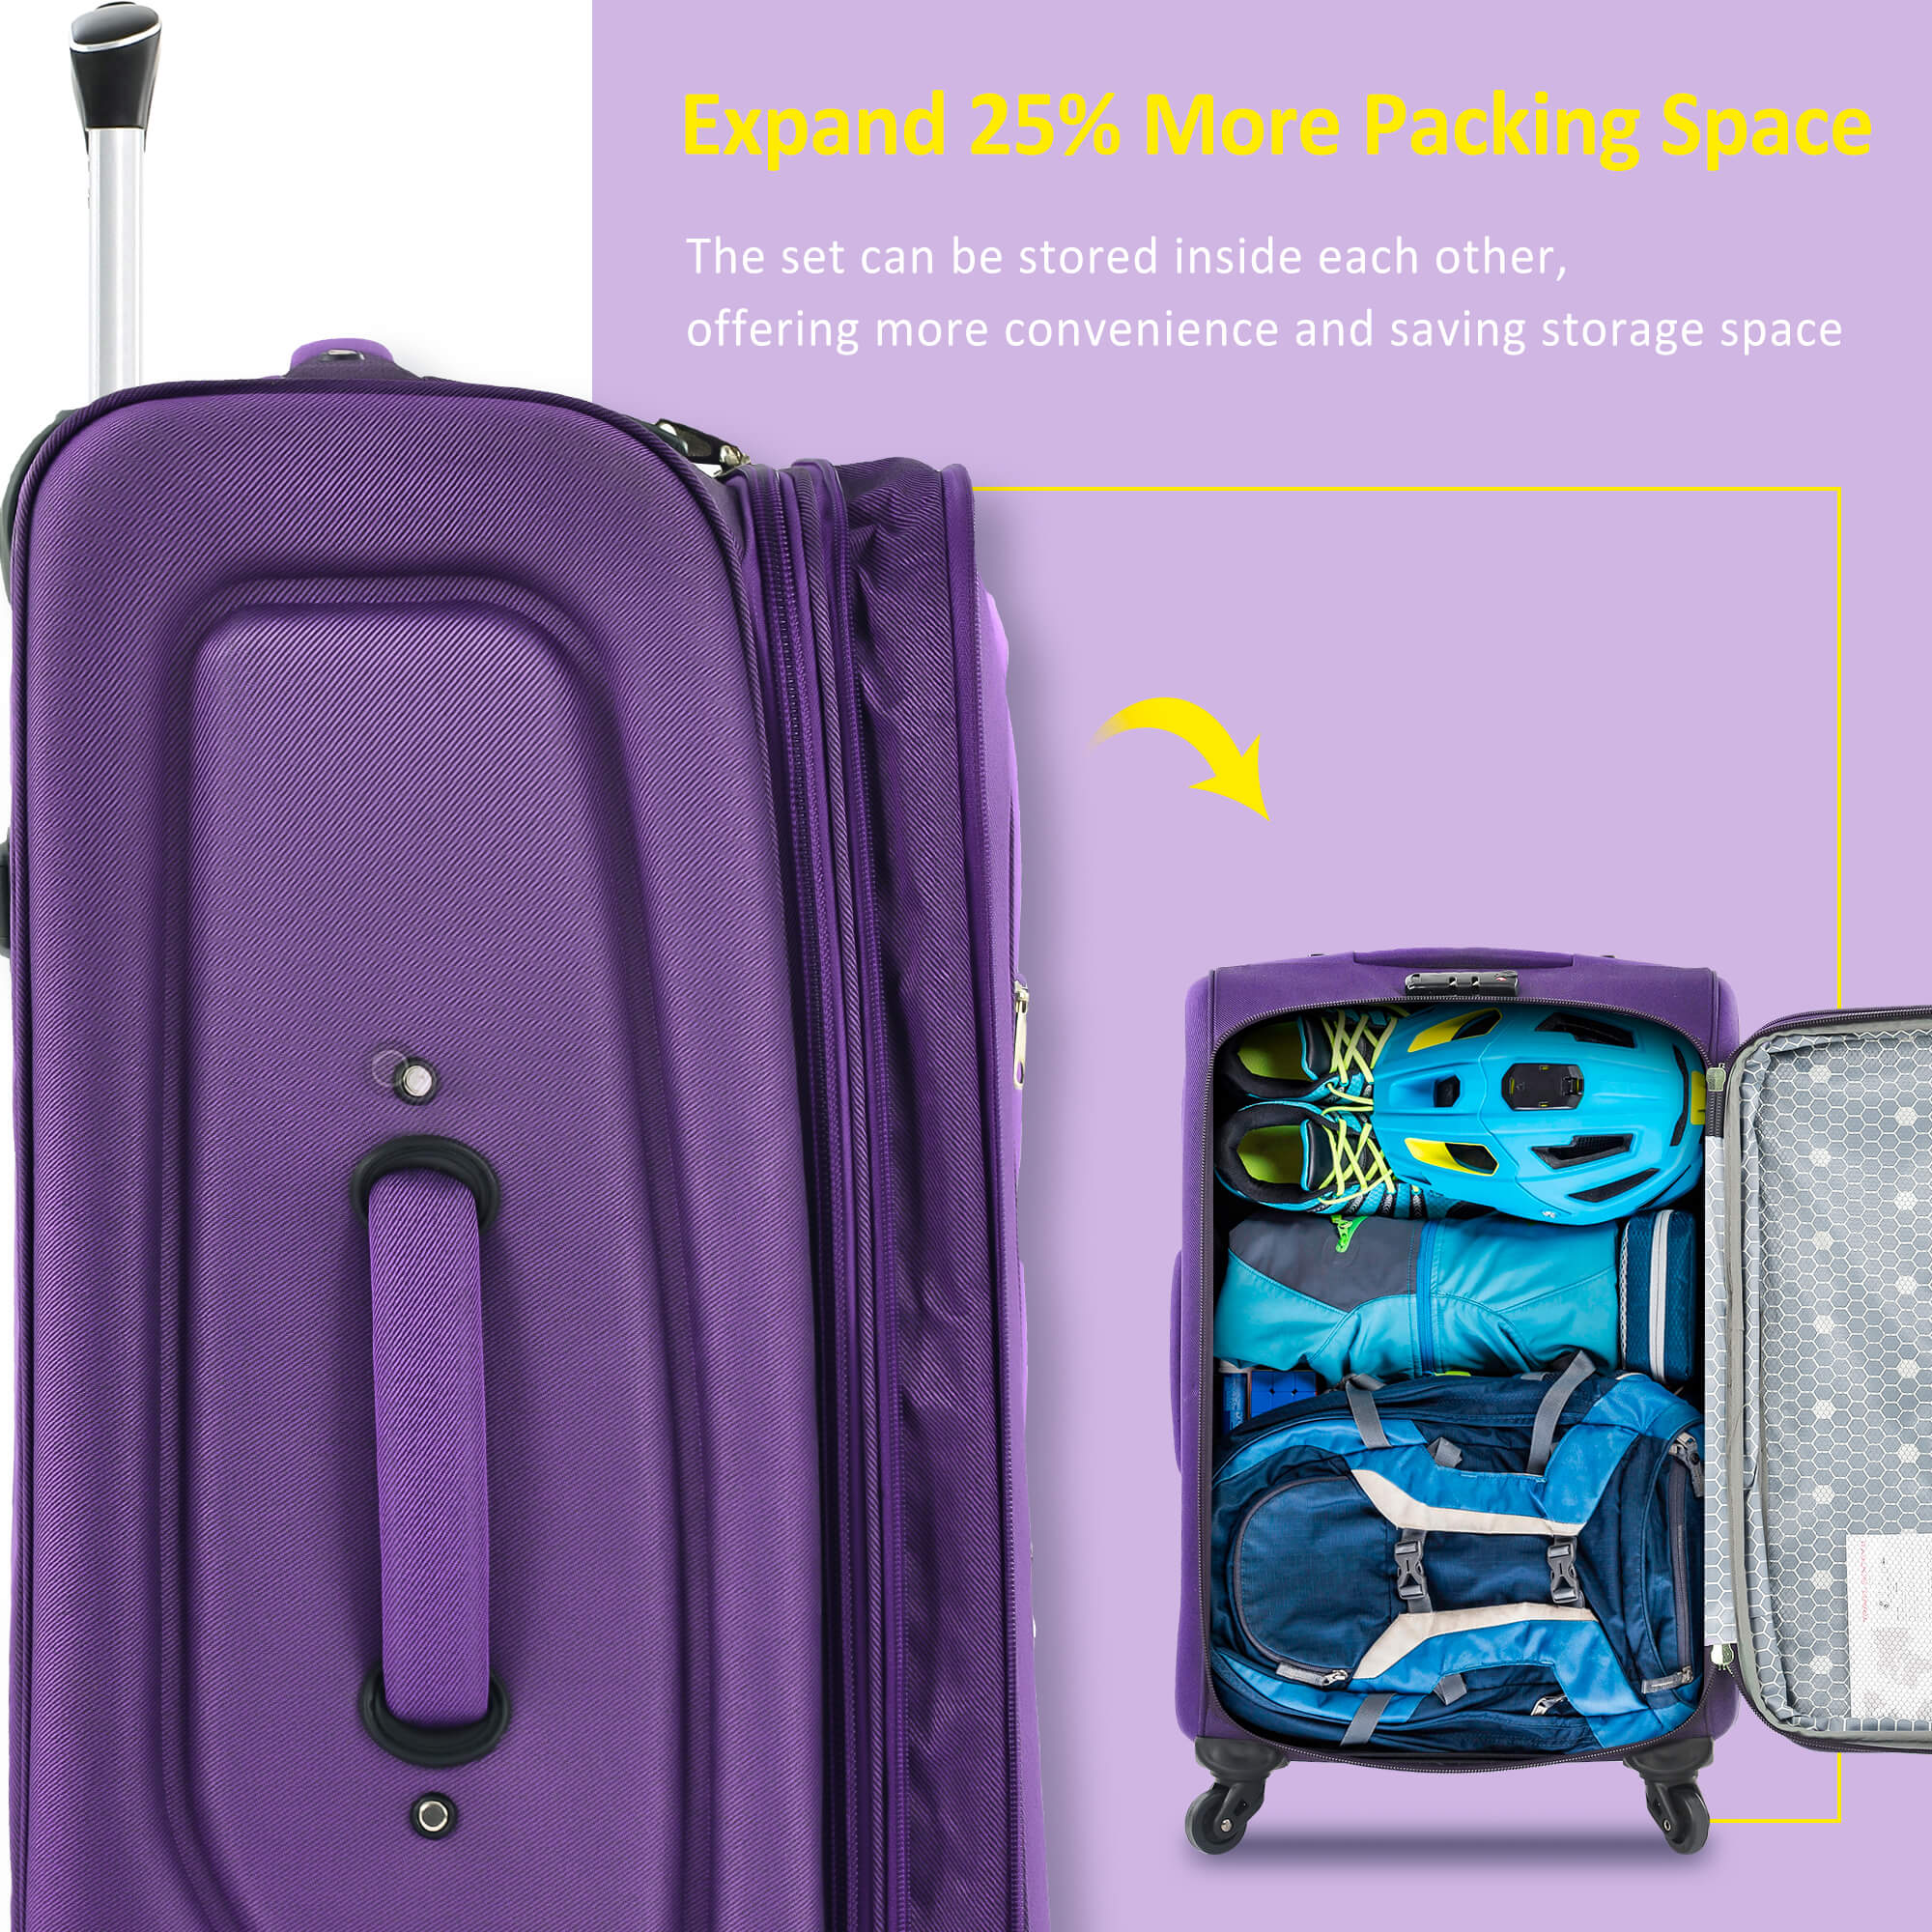 Expand 25% More Packing Space
The set can be stored inside each other,
offering more convenience and saving storage space